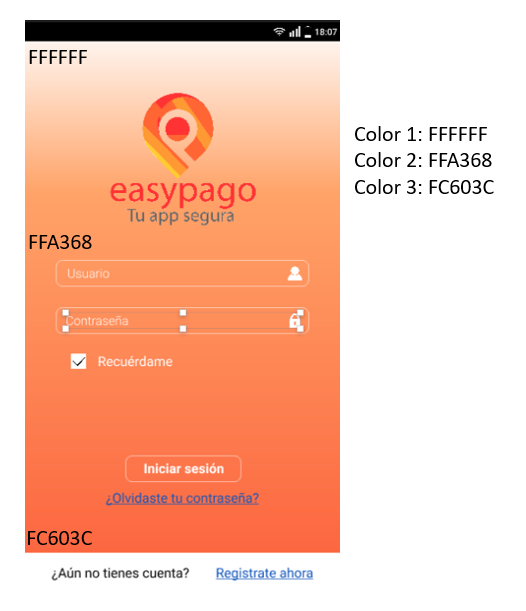 18:07
FFFFFF
Color 1: FFFFFF
Color 2: FFA368
Color 3: FC603C
easypago
Tu app segura
FFA368
Usuario
Contraseña
Recuérdame
Iniciar sesión
¿Olvidaste tu contraseña?
FC603C
¿Aún no tienes cuenta? Registrate ahora